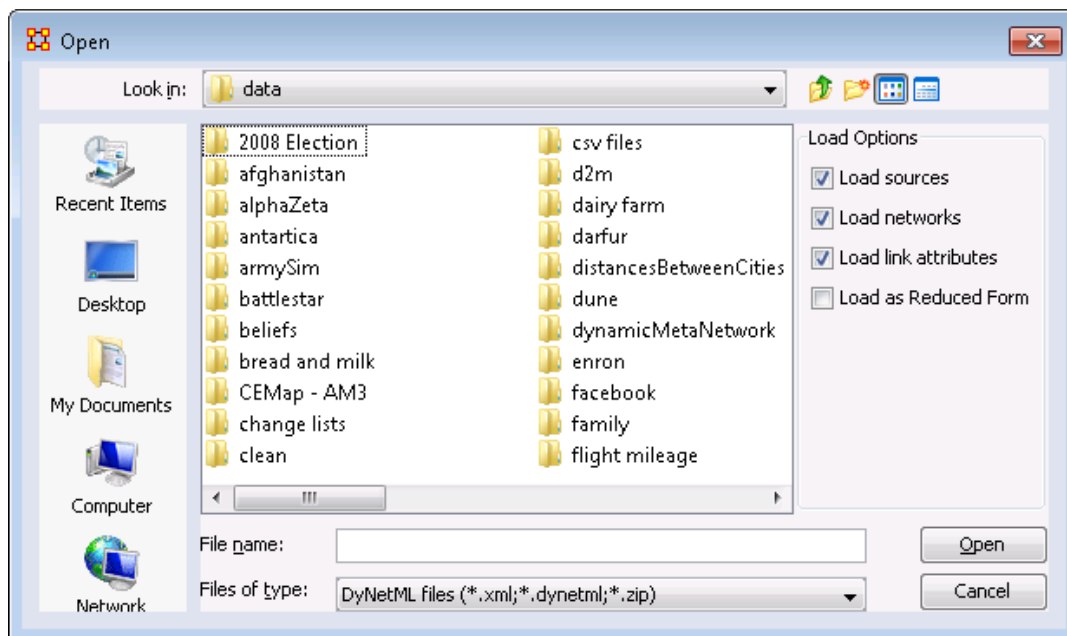 Open
Look in:
data
Recent Items
Desktop
My Documents
Computer
Network
2008 Election
afghanistan
alphaZeta
antartica
armySim
battlestar
beliefs
bread and milk
CEMap - AM3
change lists
clean
csv files
d2m
dairy farm
darfur
distancesBetweenCities
dune
dynamicMetaNetwork
enron
facebook
family
flight mileage
Load Options
Load sources
Load networks
Load link attributes
Load as Reduced Form
File name:
Open
Files of type:
DyNetML files (*.xml;*.dynetml;*.zip)
Cancel